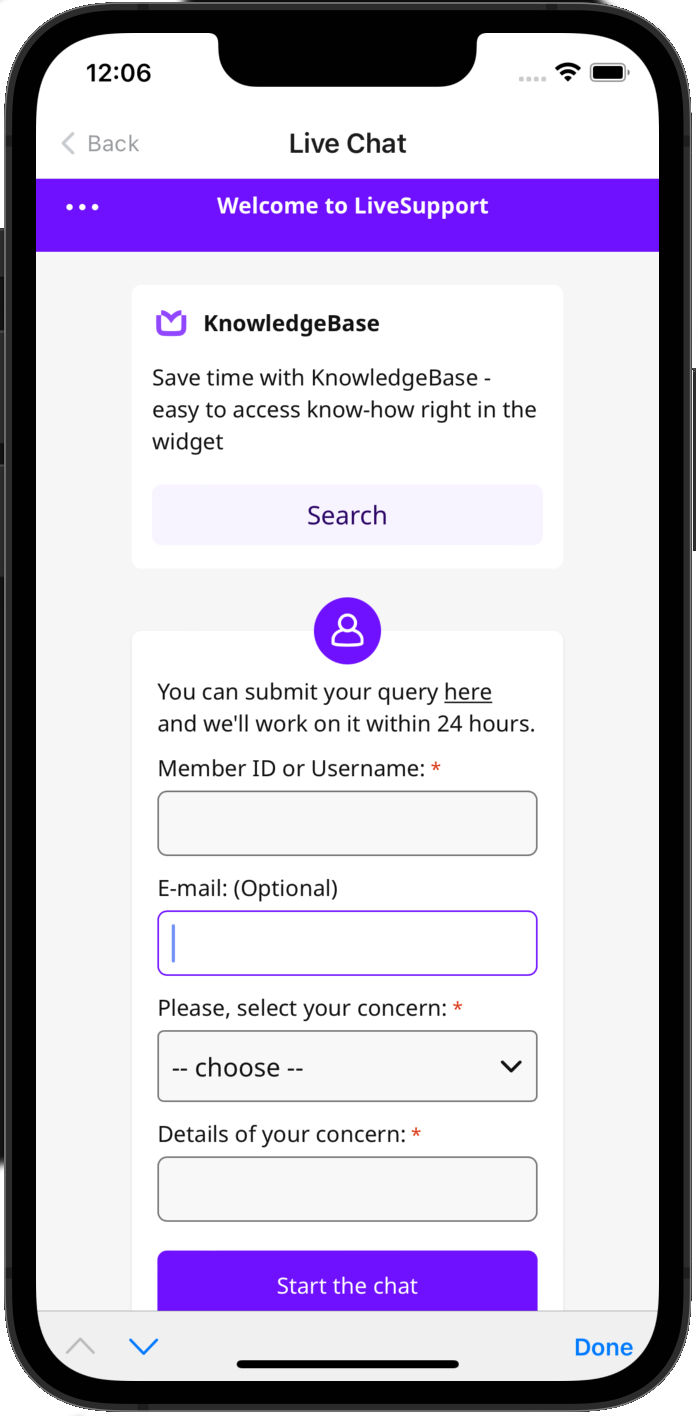 12:06
Back
Live Chat
Welcome to LiveSupport
KnowledgeBase
Save time with KnowledgeBase -
easy to access know-how right in the
widget
Search
You can submit your query here
and we'll work on it within 24 hours.
Member ID or Username: *
E-mail: (Optional)
Please, select your concern: *
-- choose --
Details of your concern: *
Start the chat
Done